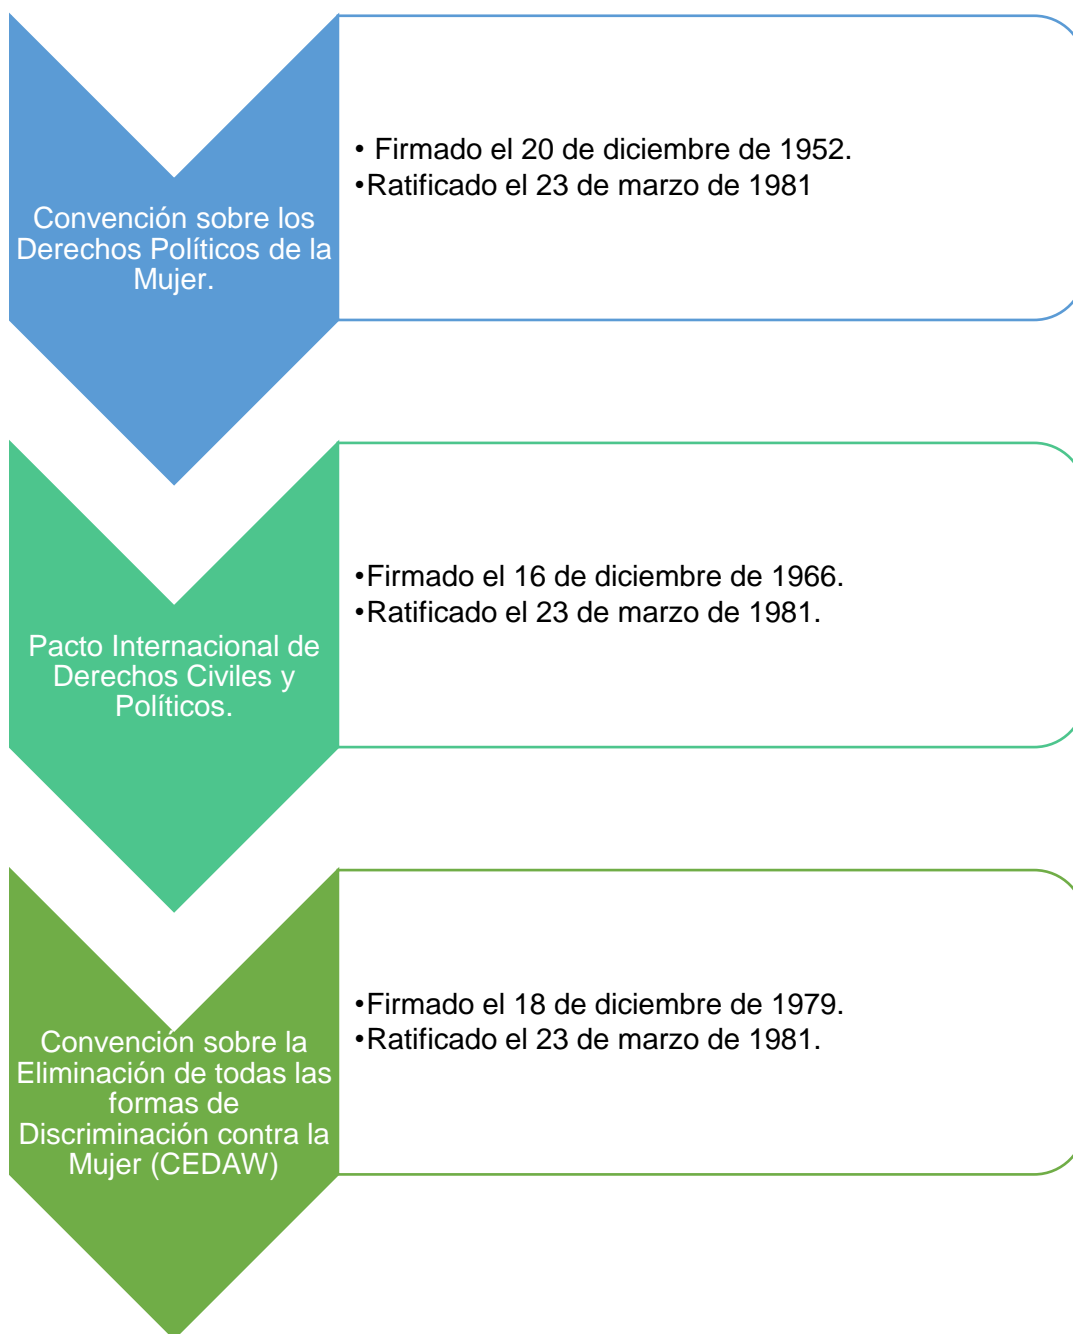 Convención sobre los
Derechos Políticos de la
Mujer.
• Firmado el 20 de diciembre de 1952.
•Ratificado el 23 de marzo de 1981
Pacto Internacional de
Derechos Civiles y
Políticos.
•Firmado el 16 de diciembre de 1966.
•Ratificado el 23 de marzo de 1981.
Convención sobre la
Eliminación de todas las
formas de
Discriminación contra la
Mujer (CEDAW)
•Firmado el 18 de diciembre de 1979.
•Ratificado el 23 de marzo de 1981.